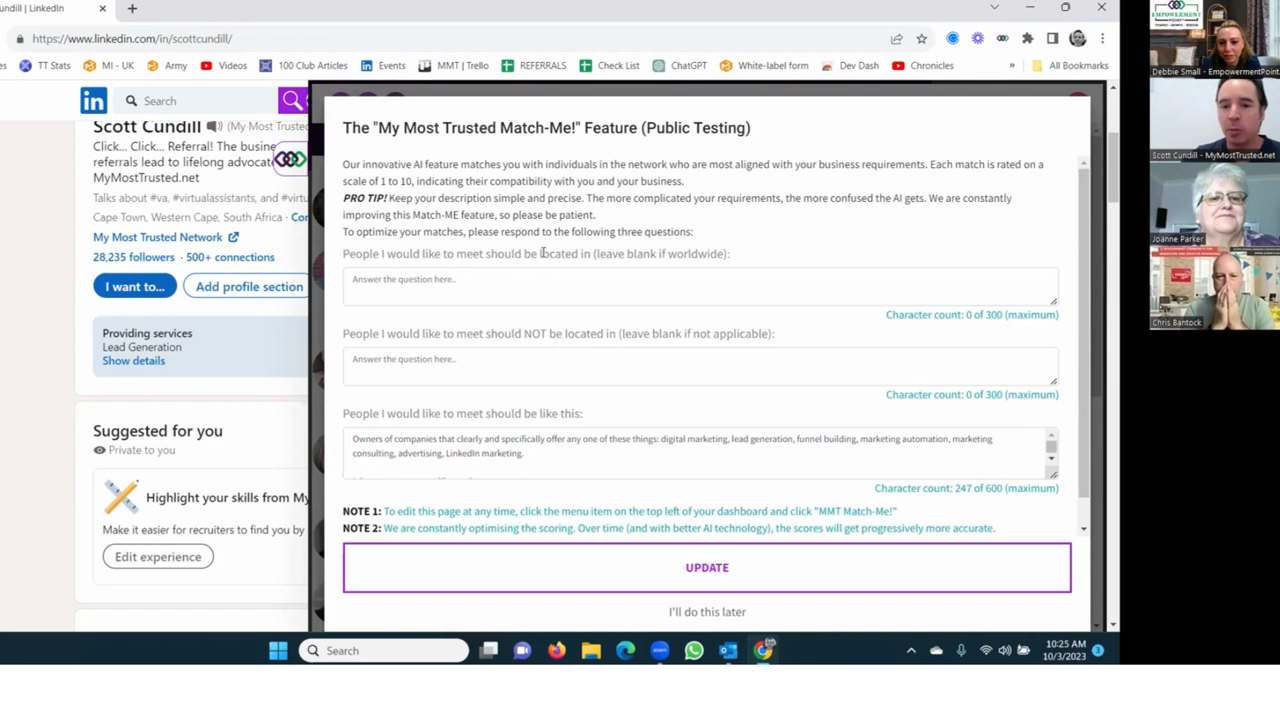 undill | LinkedIn
https://www.linkedin.com/in/scottcundill/
TT Stats
MI - UK
Army
Videos
100 Club Articles
Events
MMT | Trello
REFERRALS
Check List
ChatGPT
White-label form
Dev Dash
Chronicles
»
All Bookmarks
in
Search
Scott Cundill
(My Most Trusted
Click... Click... Referral! The busine
referrals lead to lifelong advocat
MyMostTrusted.net
Talks about #va, #virtualassistants, #virtu
Cape Town, Western Cape, South Africa · Con
My Most Trusted Network
28,235 followers · 500+ connections
I want to...
Add profile section
Providing services
Lead Generation
Show details
Suggested for you
Private to you
Highlight your skills from My
Make it easier for recruiters to find you by
Edit experience
The "My Most Trusted Match-Me!" Feature (Public Testing)
Our innovative AI feature matches you with individuals in the network who are most aligned with your business requirements. Each match is rated on a
scale of 1 to 10, indicating their compatibility with you and your business.
PRO TIP! Keep your description simple and precise. The more complicated your requirements, the more confused the AI gets. We are constantly
improving this Match-ME feature, so please be patient.
To optimize your matches, please respond to the following three questions:
People I would like to meet should be located in (leave blank if worldwide):
Answer the question here..
Character count: 0 of 300 (maximum)
People I would like to meet should NOT be located in (leave blank if not applicable):
Answer the question here..
Character count: 0 of 300 (maximum)
People I would like to meet should be like this:
Owners of companies that clearly and specifically offer any one of these things: digital marketing, lead generation, funnel building, marketing automation, marketing
consulting, advertising, LinkedIn marketing.
Character count: 247 of 600 (maximum)
NOTE 1: To edit this page at any time, click the menu item on the top left of your dashboard and click "MMT Match-Me!"
NOTE 2: We are constantly optimising the scoring. Over time (and with better AI technology), the scores will get progressively more accurate.
UPDATE
I'll do this later
Search
10:25 AM
10/3/2023
EMPOWERMENT
POINT
Debbie Small - EmpowermentPoint
Scott Cundill - MyMostTrusted.net
Joanne Parker
Chris Bantock